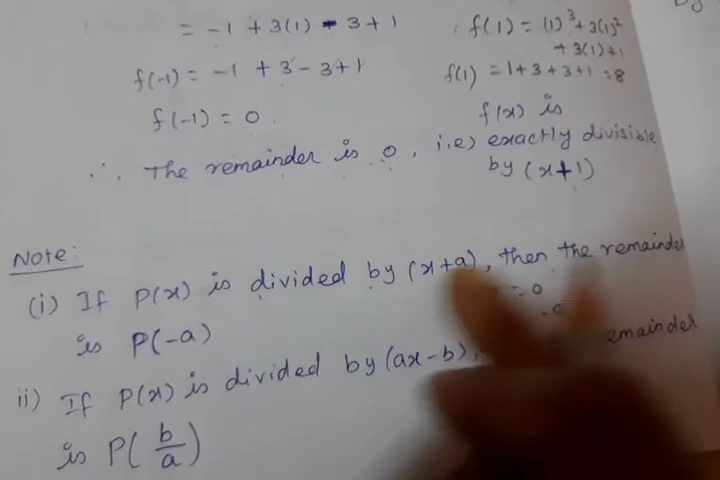 = -1 + 3(1) - 3 + 1
f(-1) = -1 + 3 - 3 + 1
f(-1) = 0
f(1) = (1)³ + 3(1)²
+ 3(1) + 1
f(1) = 1 + 3 + 3 + 1 = 8
f(x) is
∴ The remainder is 0, i.e) exactly divisible
by (x+1)
Note:
(i) If P(x) is divided by (x+a), then the remainder
= 0
is P(-a)
ii) If P(x) is divided by (ax-b), emainder
is P(b/a)